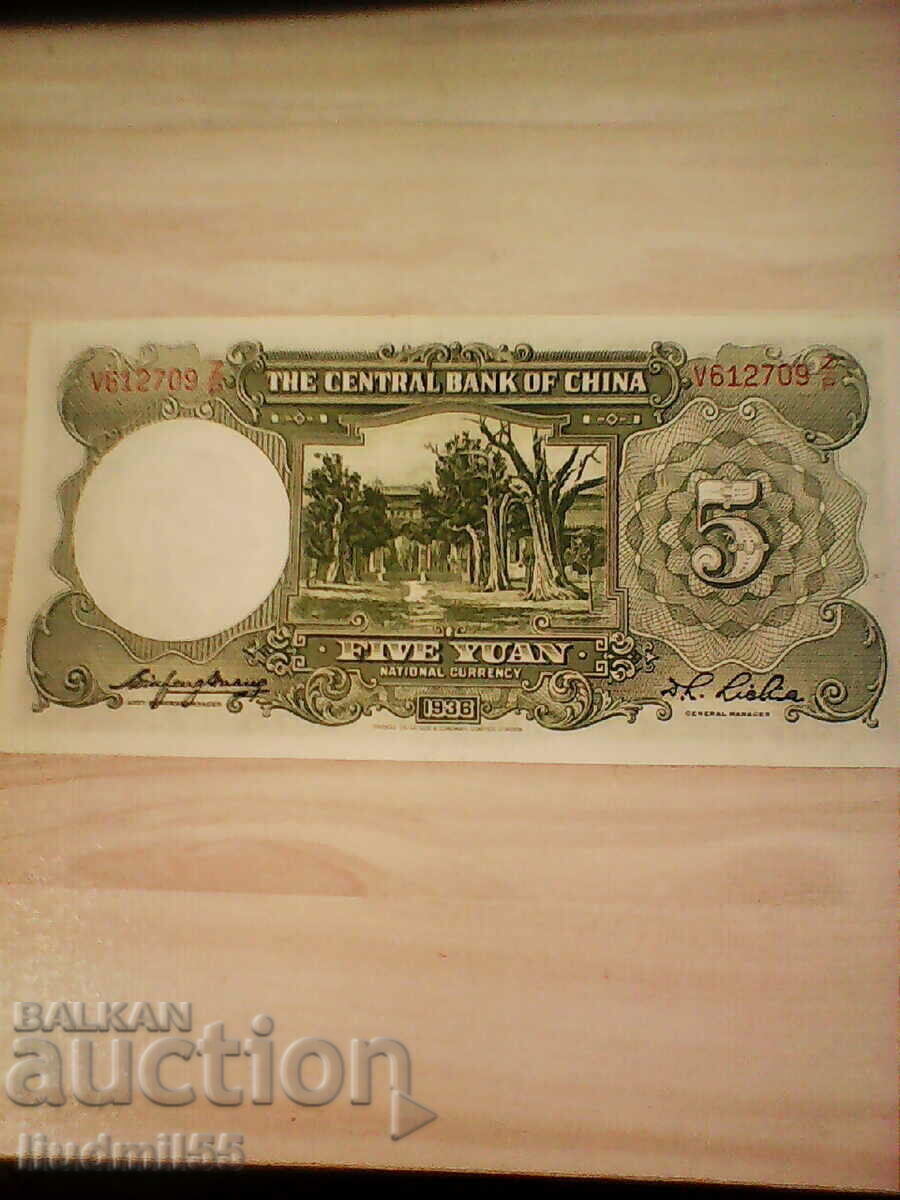 V612709 THE CENTRAL BANK OF CHINA V612709
5
FIVE YUAN
NATIONAL CURRENCY
1936
GENERAL MANAGER
BALKAN
auction
liudmil55